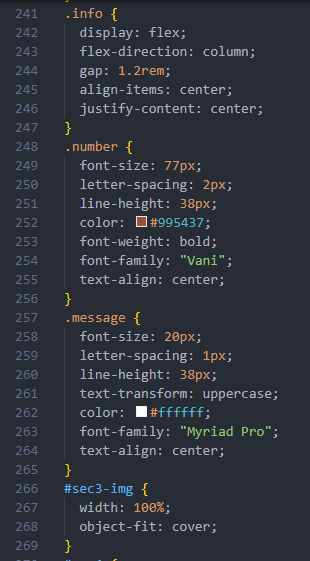 241 .info {
242 display: flex;
243 flex-direction: column;
244 gap: 1.2rem;
245 align-items: center;
246 justify-content: center;
247 }
248 .number {
249 font-size: 77px;
250 letter-spacing: 2px;
251 line-height: 38px;
252 color: #995437;
253 font-weight: bold;
254 font-family: "Vani";
255 text-align: center;
256 }
257 .message {
258 font-size: 20px;
259 letter-spacing: 1px;
260 line-height: 38px;
261 text-transform: uppercase;
262 color: #ffffff;
263 font-family: "Myriad Pro";
264 text-align: center;
265 }
266 #sec3-img {
267 width: 100%;
268 object-fit: cover;
269 }